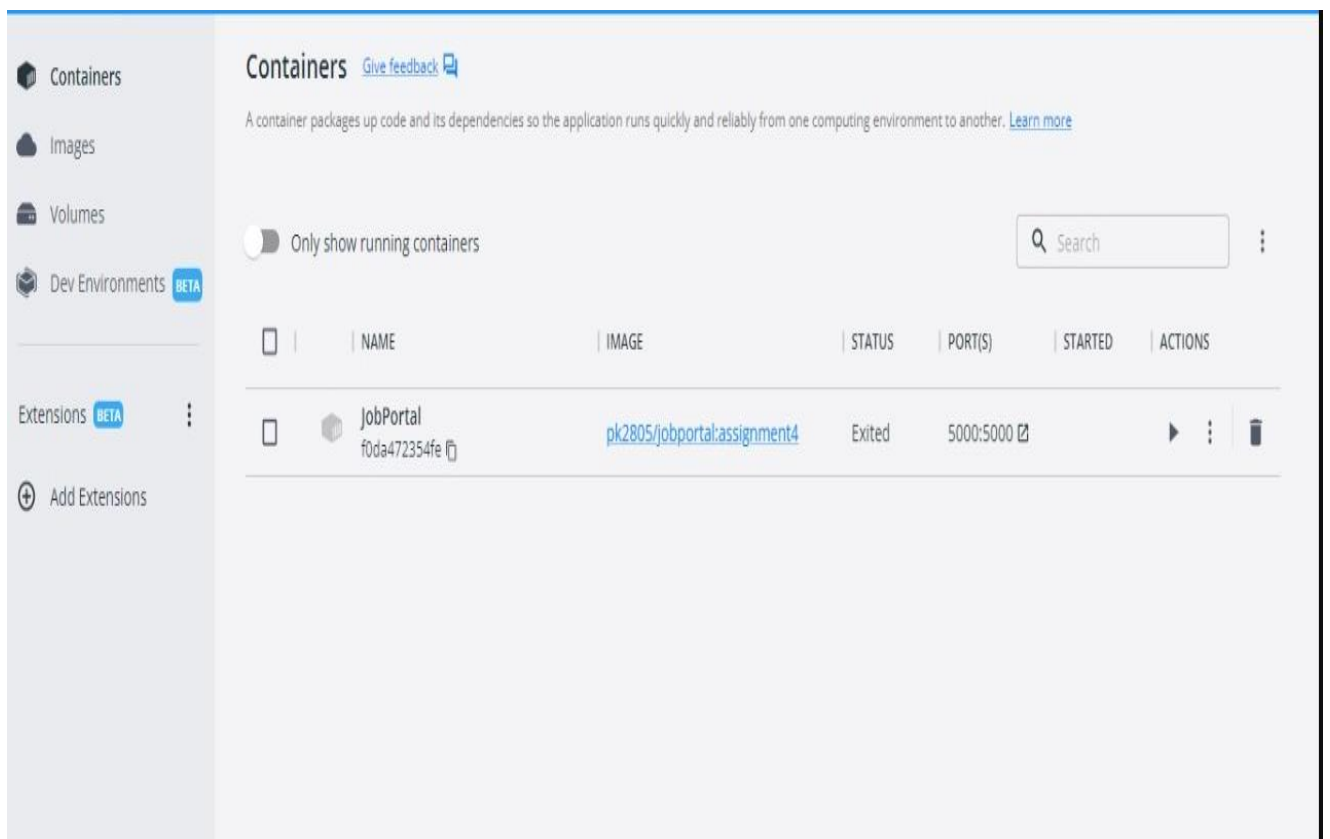 Containers
Images
Volumes
Dev Environments BETA
Extensions BETA
Add Extensions
Containers Give feedback
A container packages up code and its dependencies so the application runs quickly and reliably from one computing environment to another. Learn more
Only show running containers
Search
NAME IMAGE STATUS PORT(S) STARTED ACTIONS
JobPortal pk2805/jobportal:assignment4 Exited 5000:5000
f0da472354fe